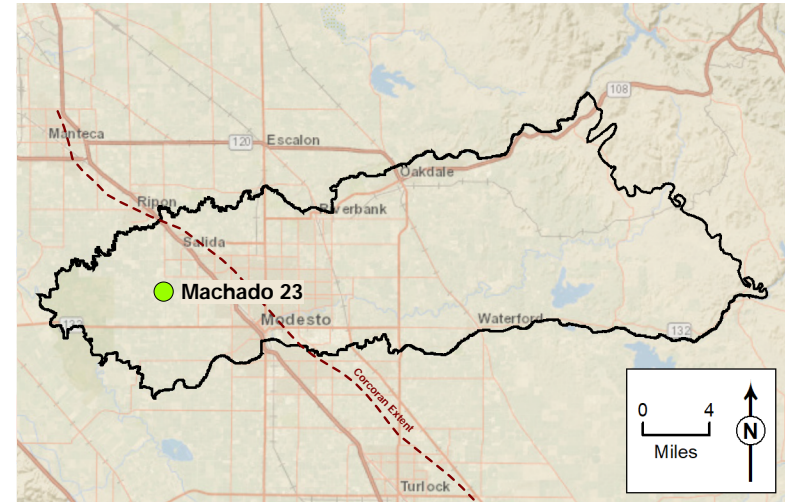 108
Manteca
120
Escalon
Oakdale
Ripon
Riverbank
Salida
Machado 23
132
Modesto
Waterford
132
Corcoran Extent
Turlock
0 4
Miles
N